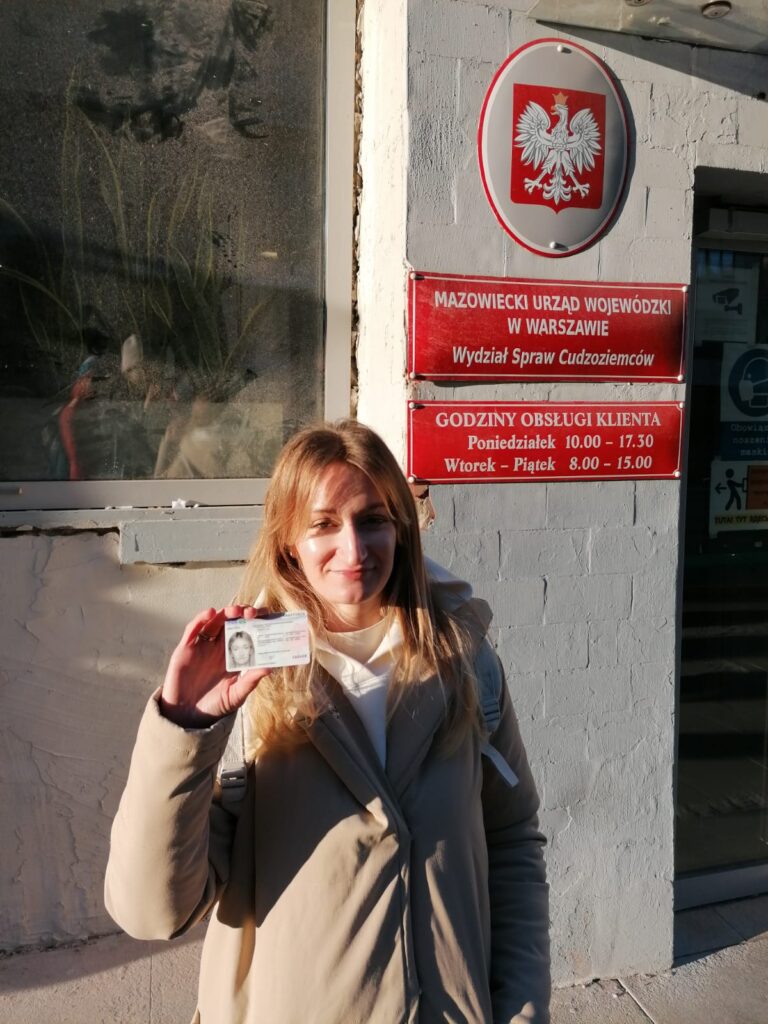 MAZOWIECKI URZĄD WOJEWÓDZKI
W WARSZAWIE
Wydział Spraw Cudzoziemców
GODZINY OBSŁUGI KLIENTA
Poniedziałek 10.00 - 17.30
Wtorek – Piątek 8.00 - 15.00